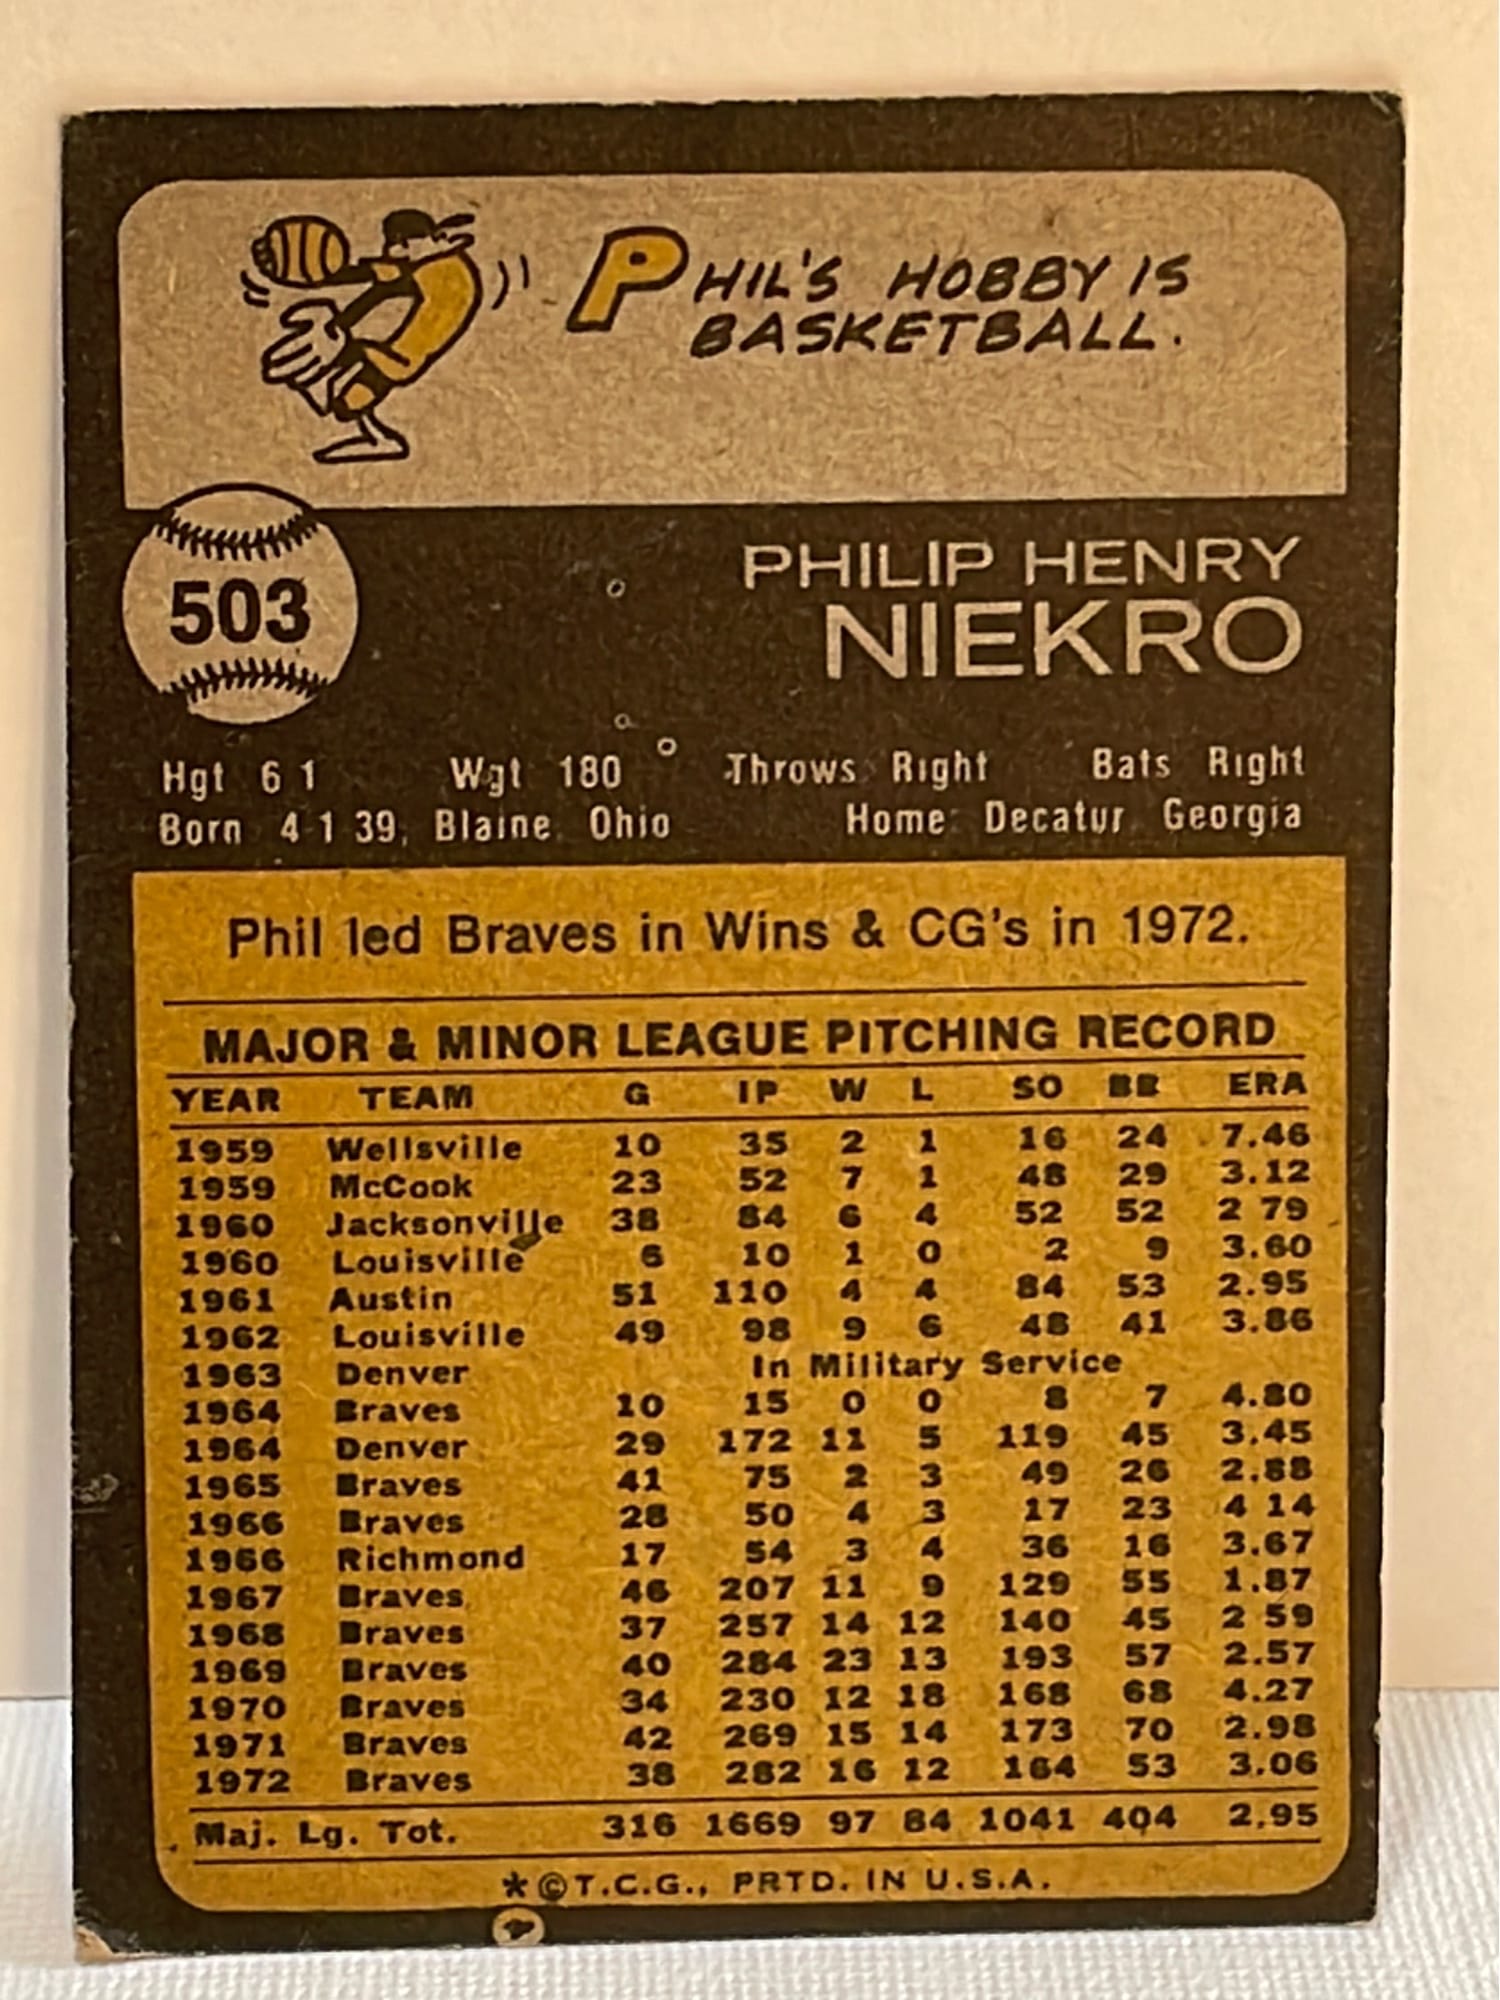 PHIL'S HOBBY IS
BASKETBALL.
503
PHILIP HENRY
NIEKRO
Hgt 6 1 Wgt 180 Throws Right Bats Right
Born 4 1 39, Blaine Ohio Home: Decatur Georgia
Phil led Braves in Wins & CG's in 1972.
MAJOR & MINOR LEAGUE PITCHING RECORD
YEAR TEAM G IP W L SO BB ERA
1959 Wellsville 10 35 2 1 16 24 7.46
1959 McCook 23 52 7 1 48 29 3.12
1960 Jacksonville 38 84 6 4 52 52 2 79
1960 Louisville 6 10 1 0 2 9 3.60
1961 Austin 51 110 4 4 84 53 2.95
1962 Louisville 49 98 9 6 48 41 3.86
1963 Denver In Military Service
1964 Braves 10 15 0 0 8 7 4.80
1964 Denver 29 172 11 5 119 45 3.45
1965 Braves 41 75 2 3 49 26 2.88
1966 Braves 28 50 4 3 17 23 4 14
1966 Richmond 17 54 3 4 36 16 3.67
1967 Braves 46 207 11 9 129 55 1.87
1968 Braves 37 257 14 12 140 45 2 59
1969 Braves 40 284 23 13 193 57 2.57
1970 Braves 34 230 12 18 168 68 4.27
1971 Braves 42 269 15 14 173 70 2.98
1972 Braves 38 282 16 12 164 53 3.06
Maj. Lg. Tot. 316 1669 97 84 1041 404 2.95
*©T.C.G., PRTD. IN U.S.A.